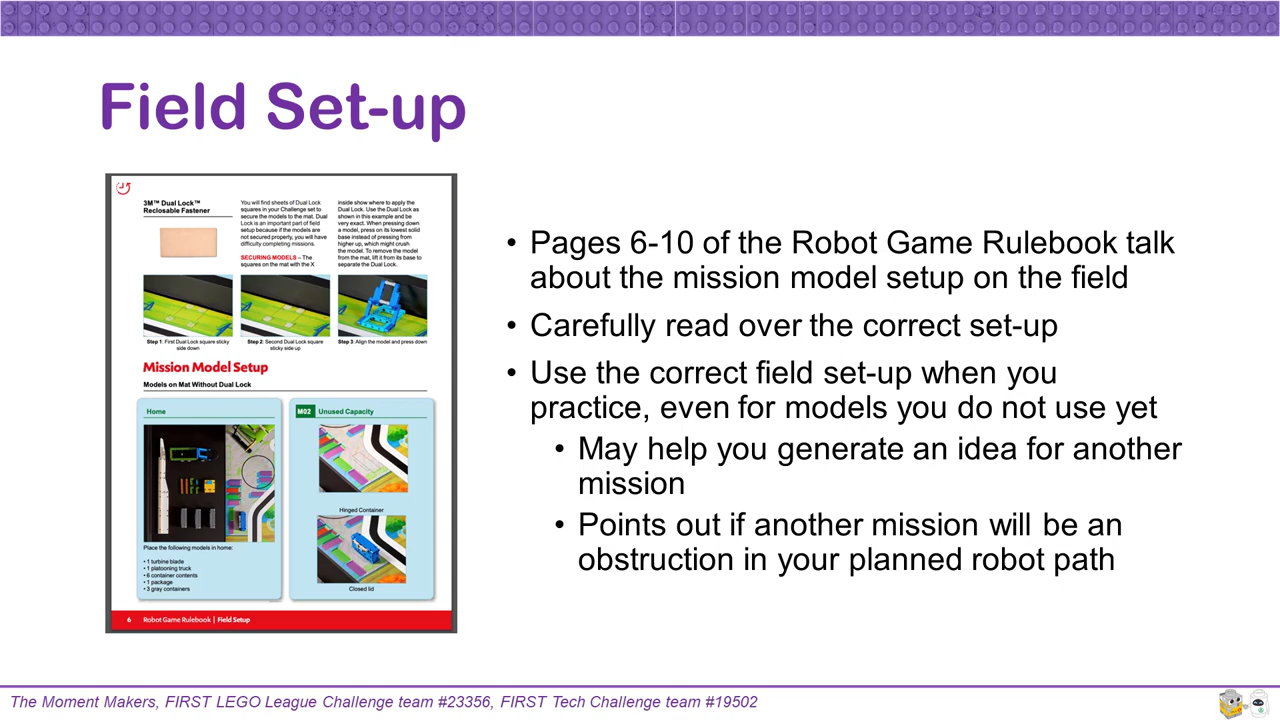 Field Set-up
3M™ Dual Lock™
Reclosable Fastener
You will find sheets of Dual Lock
squares in your Challenge set to
secure the models to the mat. Dual
Lock is an important part of field
setup because if the models are
not secured properly, you will have
difficulty completing missions.
SECURING MODELS – The
squares on the mat with the X
inside show where to apply the
Dual Lock. Use the Dual Lock as
shown in this example and be
very exact. When pressing down
a model, press on its lowest solid
base instead of pressing from
higher up, which might crush
the model. To remove the model
from the mat, lift it from its base to
separate the Dual Lock.
Step 1: First Dual Lock square sticky
side down
Step 2: Second Dual Lock square
sticky side up
Step 3: Align the model and press down
Mission Model Setup
Models on Mat Without Dual Lock
Home
Place the following models in home:
• 1 turbine blade
• 1 platooning truck
• 6 container contents
• 1 package
• 3 gray containers
M02 Unused Capacity
Hinged Container
Closed lid
6 Robot Game Rulebook | Field Setup
• Pages 6-10 of the Robot Game Rulebook talk
about the mission model setup on the field
• Carefully read over the correct set-up
• Use the correct field set-up when you
practice, even for models you do not use yet
• May help you generate an idea for another
mission
• Points out if another mission will be an
obstruction in your planned robot path
The Moment Makers, FIRST LEGO League Challenge team #23356, FIRST Tech Challenge team #19502